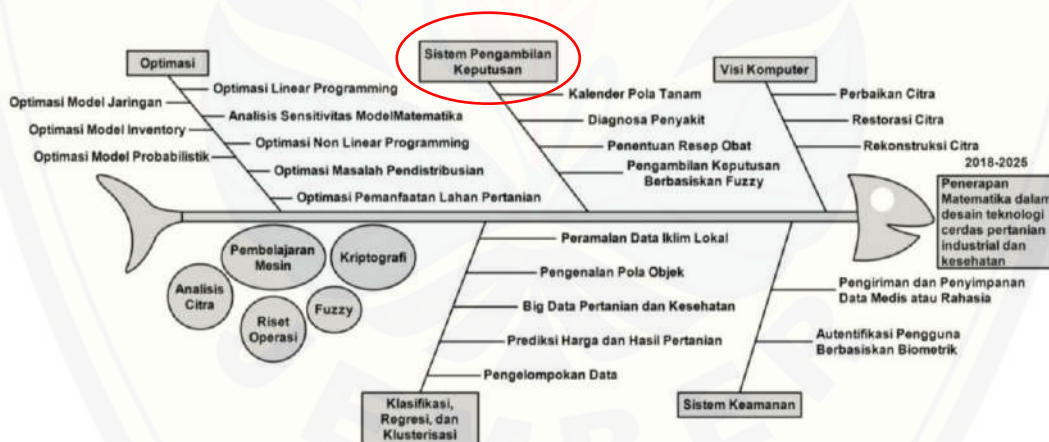 Optimasi
Optimasi Linear Programming
Optimasi Model Jaringan
Analisis Sensitivitas ModelMatematika
Optimasi Model Inventory
Optimasi Non Linear Programming
Optimasi Model Probabilistik
Optimasi Masalah Pendistribusian
Optimasi Pemanfaatan Lahan Pertanian
Sistem Pengambilan
Keputusan
Kalender Pola Tanam
Diagnosa Penyakit
Penentuan Resep Obat
Pengambilan Keputusan
Berbasiskan Fuzzy
Visi Komputer
Perbaikan Citra
Restorasi Citra
Rekonstruksi Citra
2018-2025
Penerapan
Matematika dalam
desain teknologi
cerdas pertanian
industrial dan
kesehatan
Pembelajaran
Mesin
Kriptografi
Analisis
Citra
Riset
Operasi
Fuzzy
Peramalan Data Iklim Lokal
Pengenalan Pola Objek
Big Data Pertanian dan Kesehatan
Prediksi Harga dan Hasil Pertanian
Pengelompokan Data
Klasifikasi,
Regresi, dan
Klusterisasi
Pengiriman dan Penyimpanan
Data Medis atau Rahasia
Autentifikasi Pengguna
Berbasiskan Biometrik
Sistem Keamanan